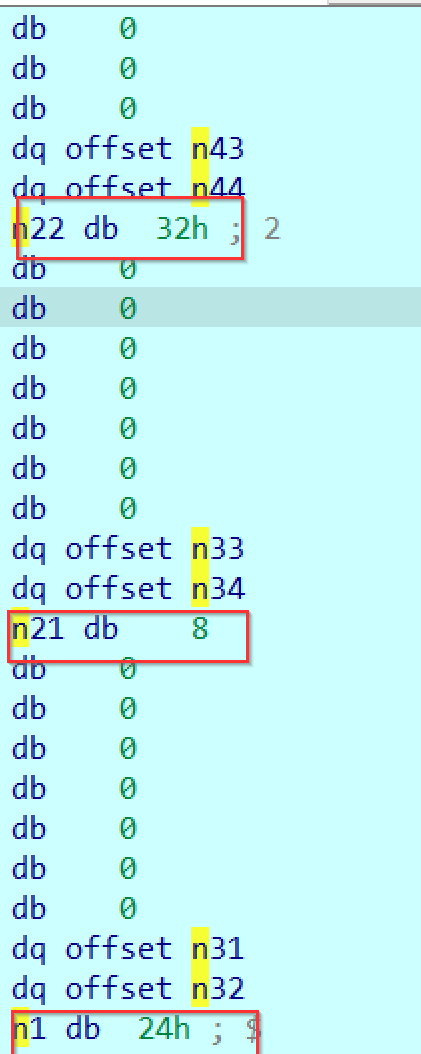 db 0
db 0
db 0
dq offset n43
dq offset n44
n22 db 32h ; 2
db 0
db 0
db 0
db 0
db 0
db 0
db 0
dq offset n33
dq offset n34
n21 db 8
db 0
db 0
db 0
db 0
db 0
db 0
db 0
dq offset n31
dq offset n32
n1 db 24h ; $